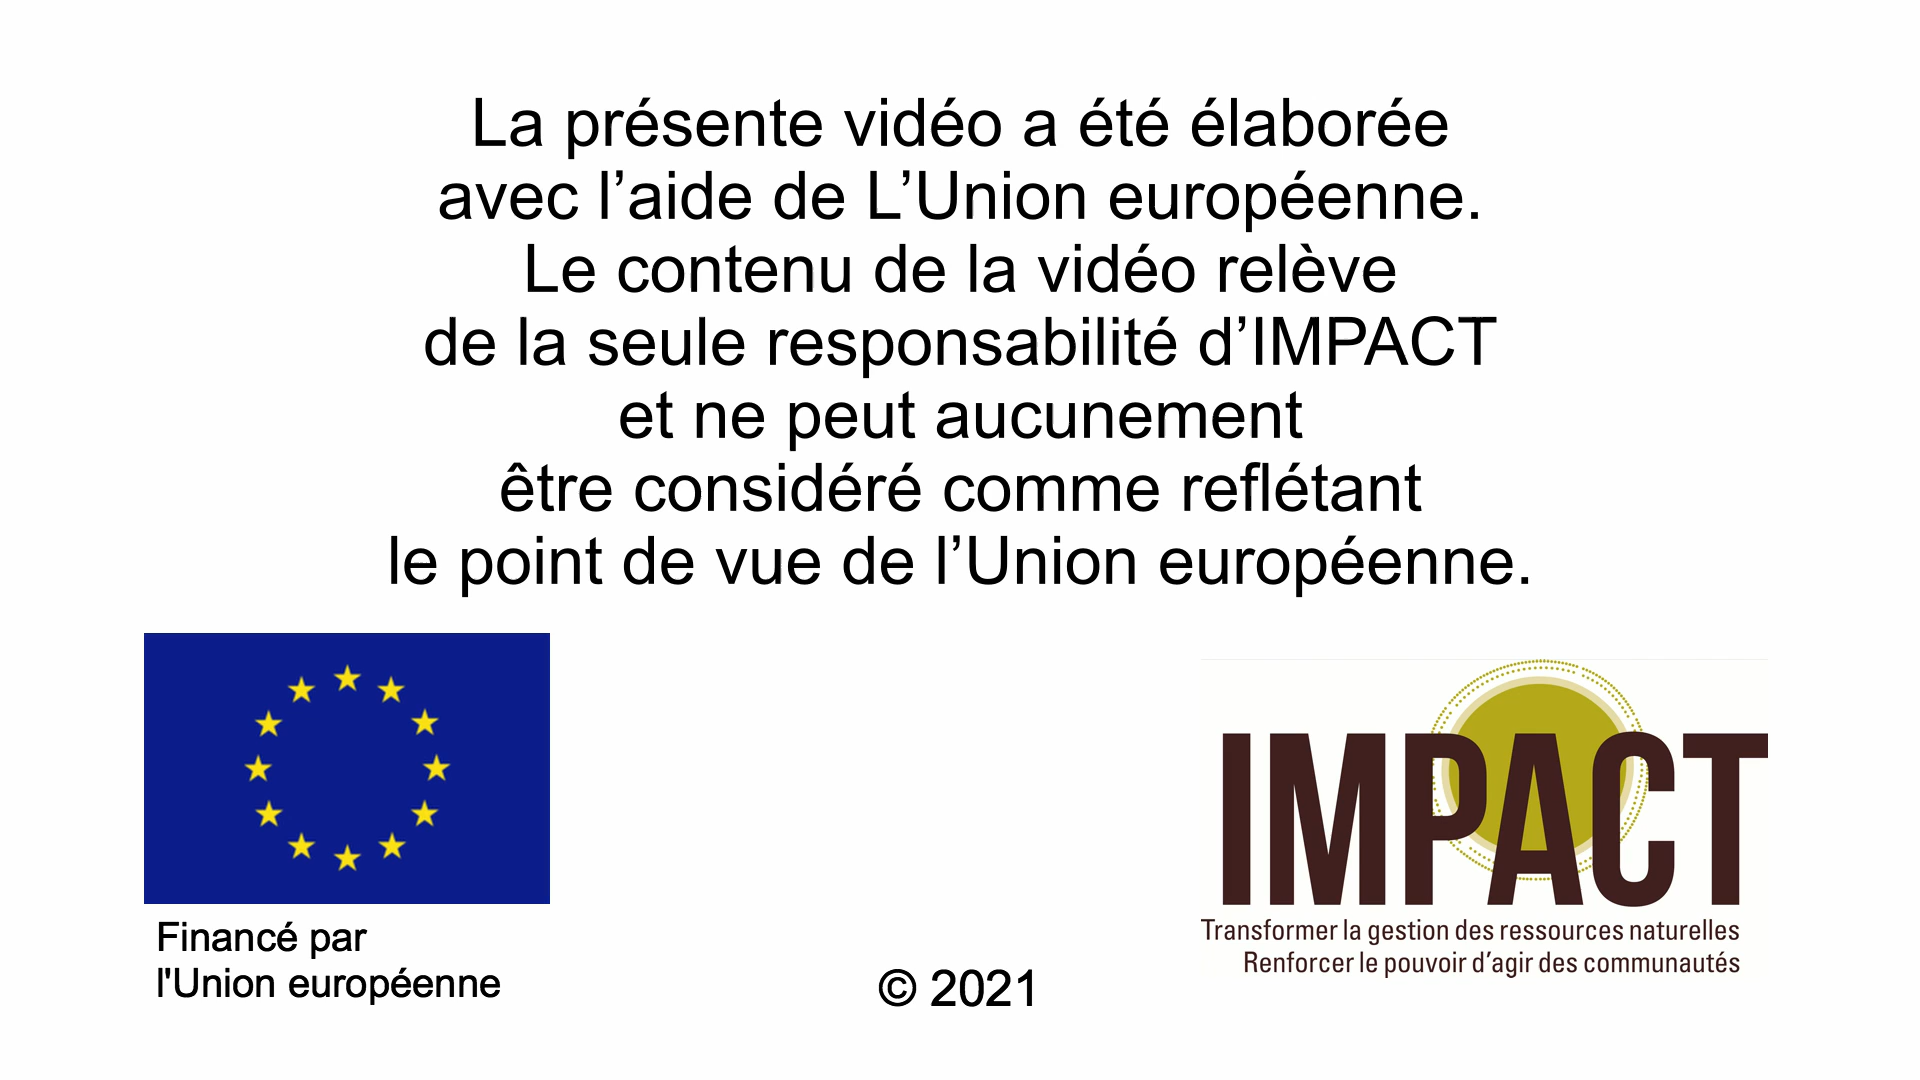 La présente vidéo a été élaborée
avec l’aide de L’Union européenne.
Le contenu de la vidéo relève
de la seule responsabilité d’IMPACT
et ne peut aucunement
être considéré comme reflétant
le point de vue de l’Union européenne.
Financé par
l'Union européenne
© 2021
IMPACT
Transformer la gestion des ressources naturelles
Renforcer le pouvoir d’agir des communautés